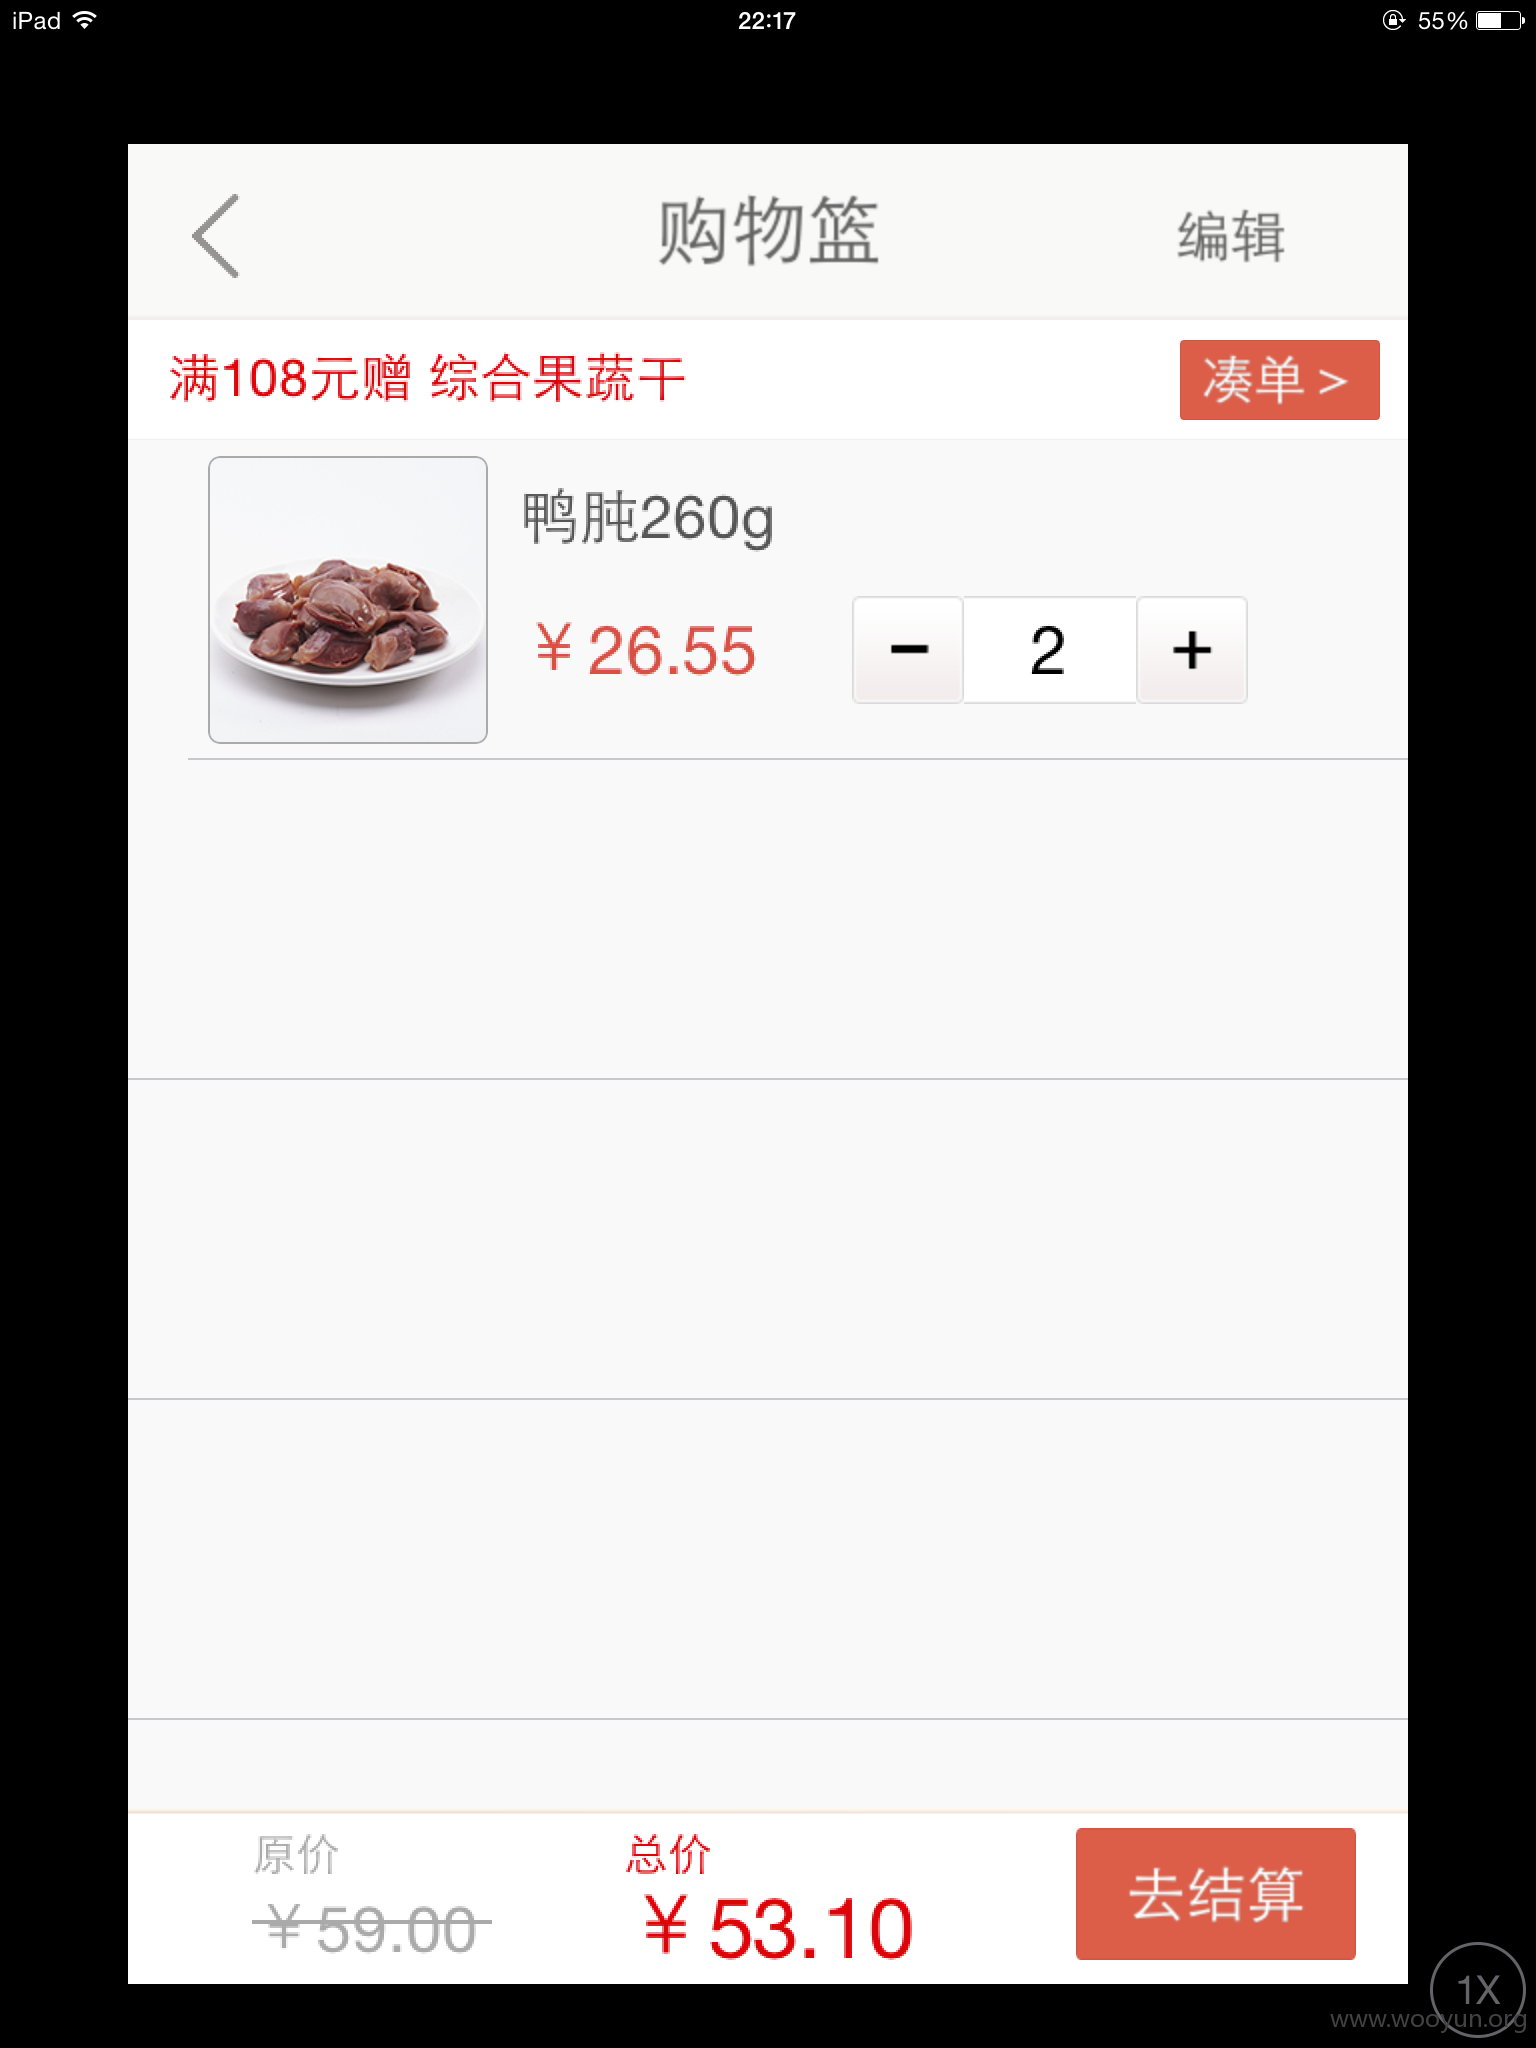 iPad 22:17 55%
购物篮 编辑
满108元赠 综合果蔬干 凑单 >
鸭肫260g
¥26.55 − 2 +
原价 总价
¥59.00 ¥53.10 去结算
1X
www.wooyun.org